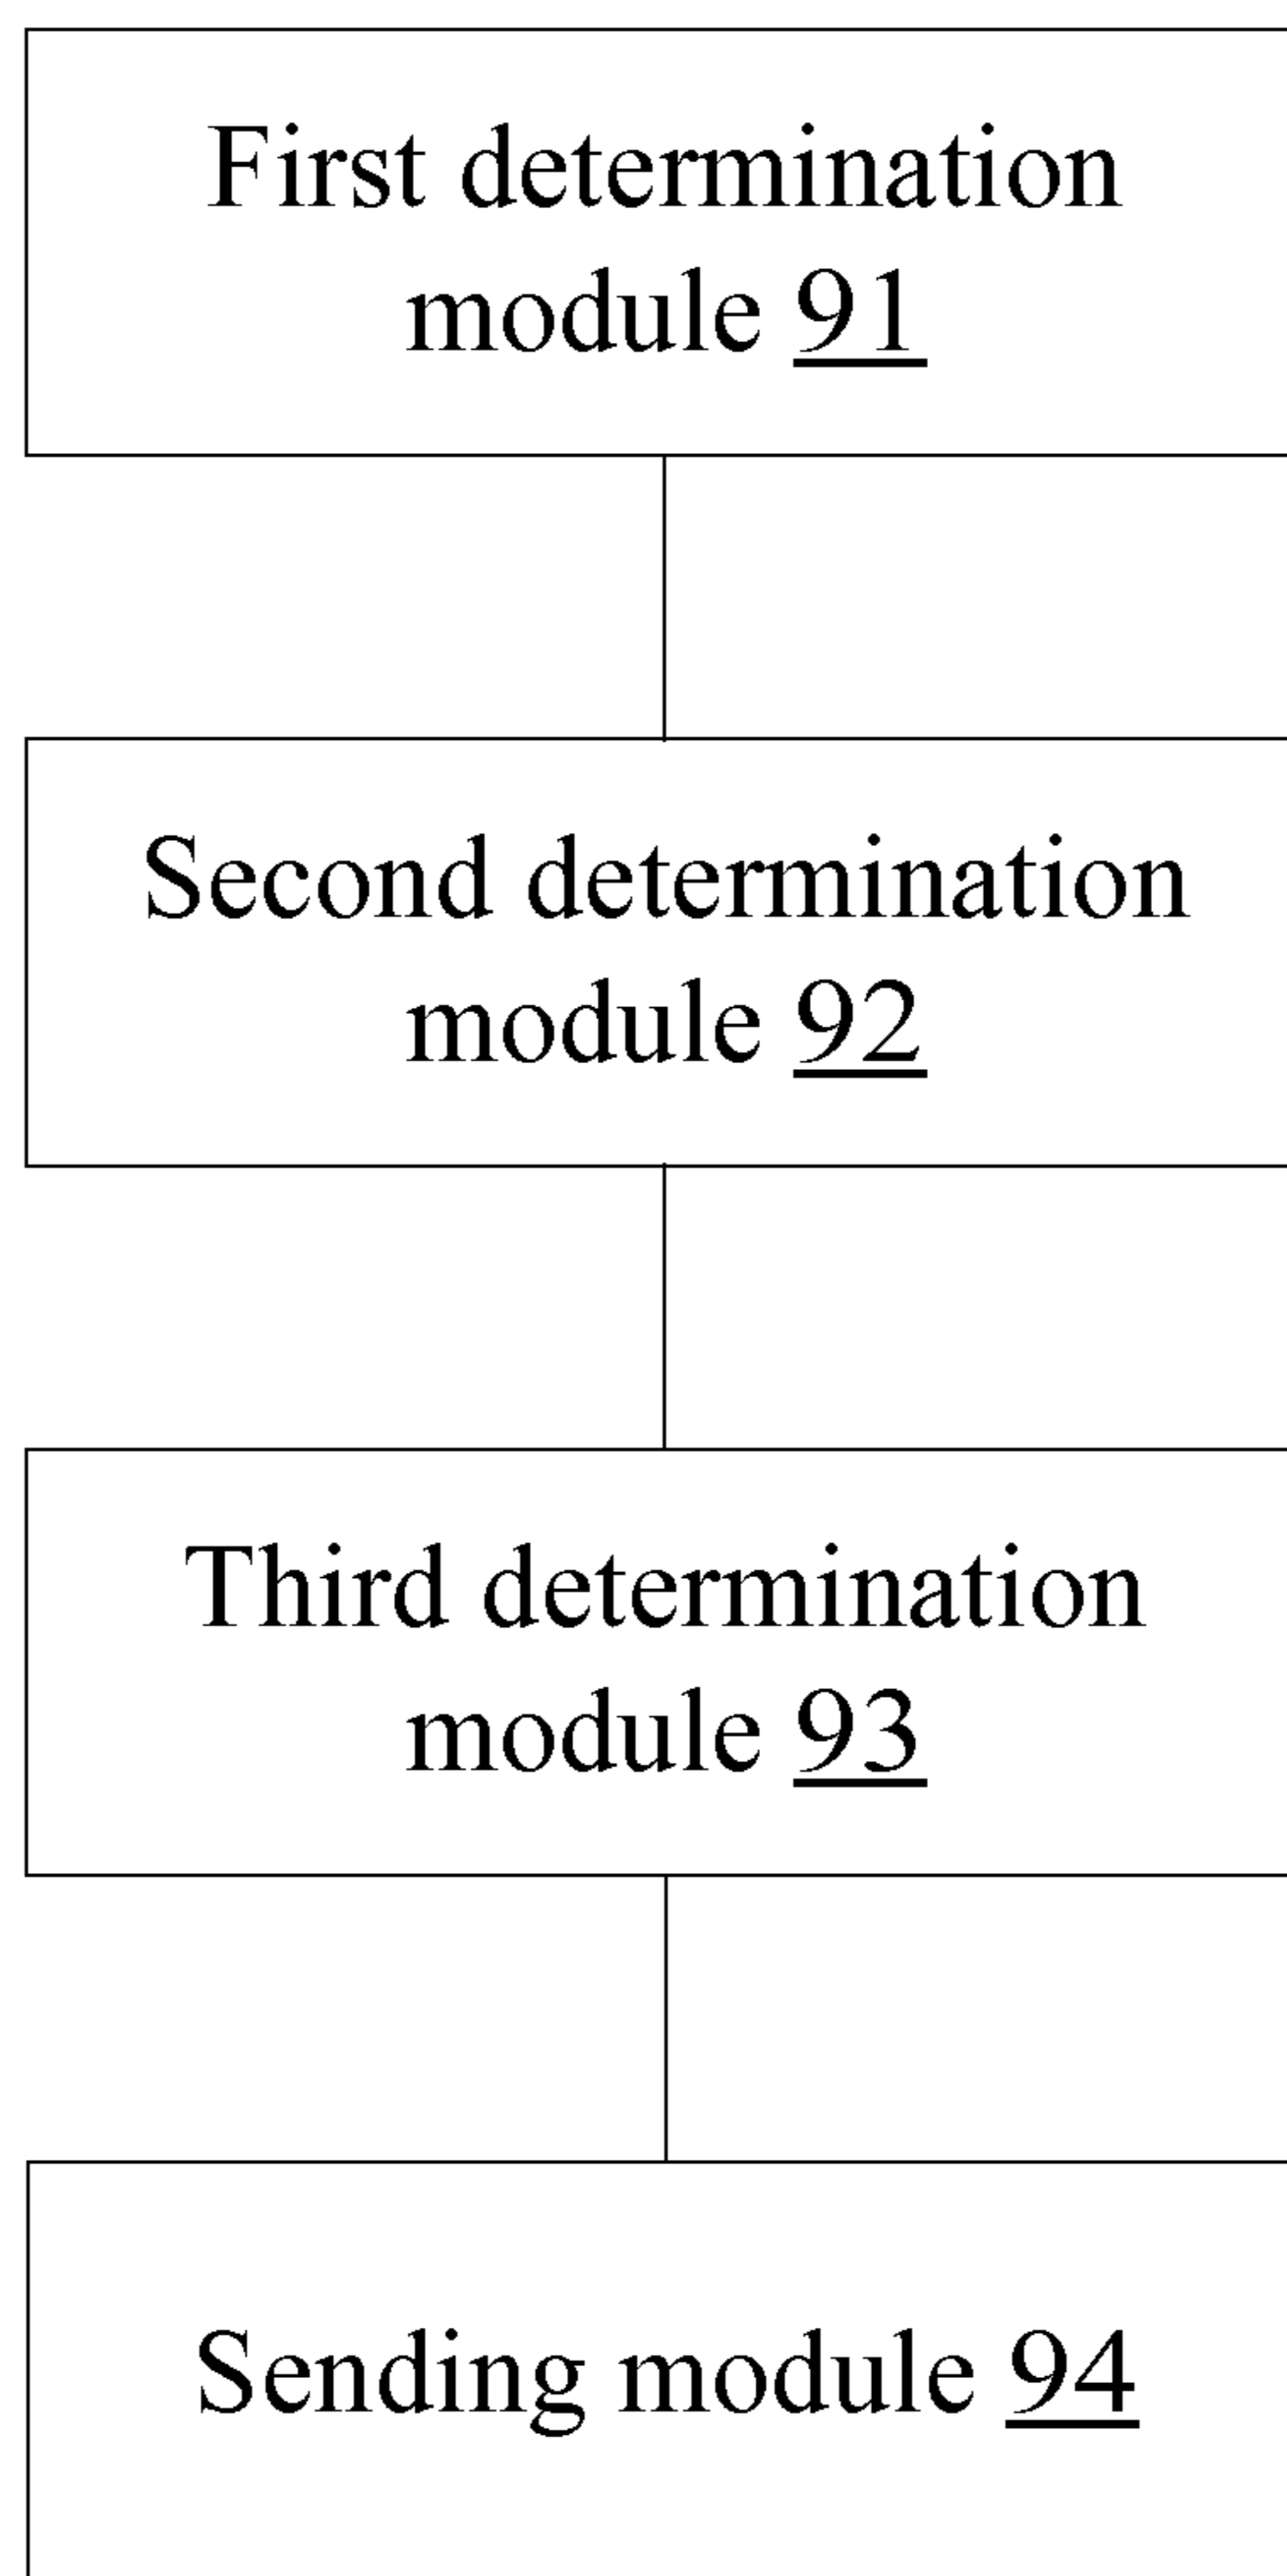 First determination
module 91
Second determination
module 92
Third determination
module 93
Sending module 94